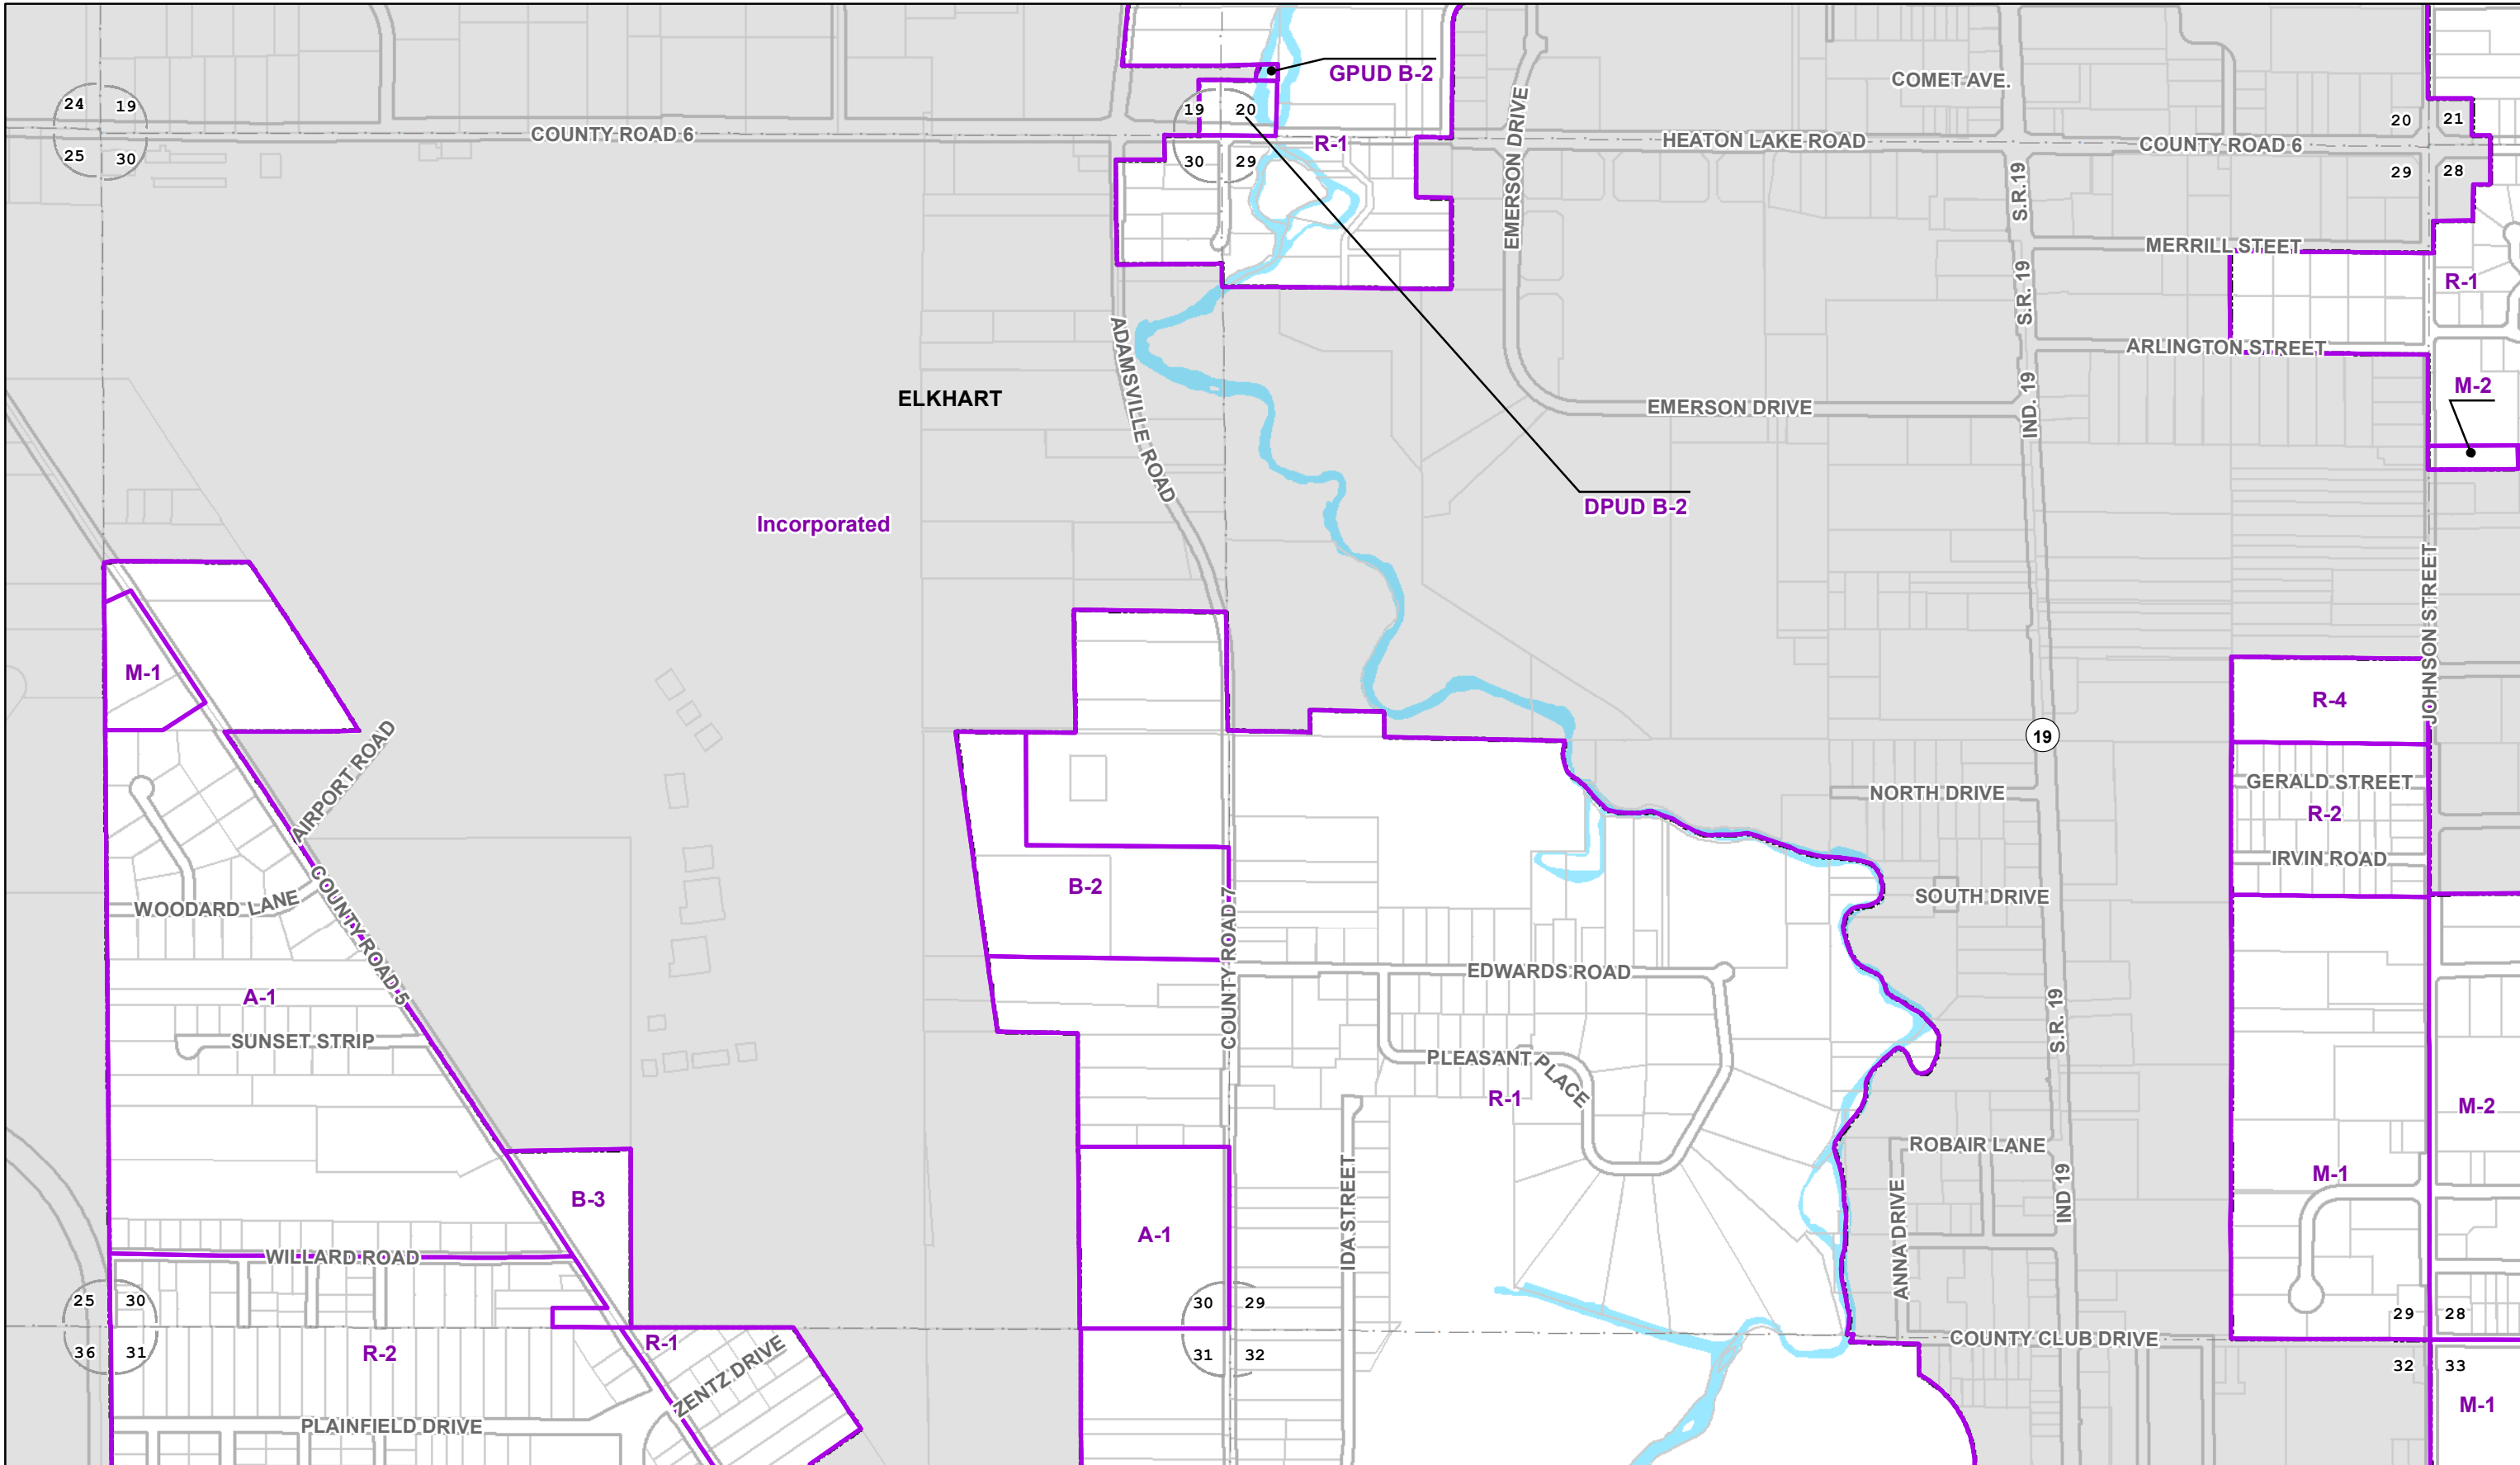 GPUD B-2
COMET AVE.
24 19
19 20
20 21
COUNTY ROAD 6
R-1
HEATON LAKE ROAD
COUNTY ROAD 6
25 30
30 29
29 28
EMERSON DRIVE
S.R.19
MERRILL STEET
R-1
S.R. 19
ARLINGTON STREET
ADAMSVILLE ROAD
ELKHART
IND. 19
M-2
EMERSON DRIVE
DPUD B-2
Incorporated
JOHNSON STREET
M-1
R-4
19
AIRPORT ROAD
NORTH DRIVE
GERALD STREET
R-2
IRVIN ROAD
B-2
COUNTY ROAD 7
SOUTH DRIVE
WOODARD LANE
COUNTY ROAD 5
EDWARDS ROAD
A-1
SUNSET STRIP
S.R. 19
PLEASANT PLACE
R-1
M-2
ROBAIR LANE
M-1
B-3
IDA STREET
ANNA DRIVE
IND 19
A-1
WILLARD ROAD
25 30
30 29
29 28
COUNTY CLUB DRIVE
36 31
R-2
R-1
31 32
32 33
ZENTZ DRIVE
M-1
PLAINFIELD DRIVE